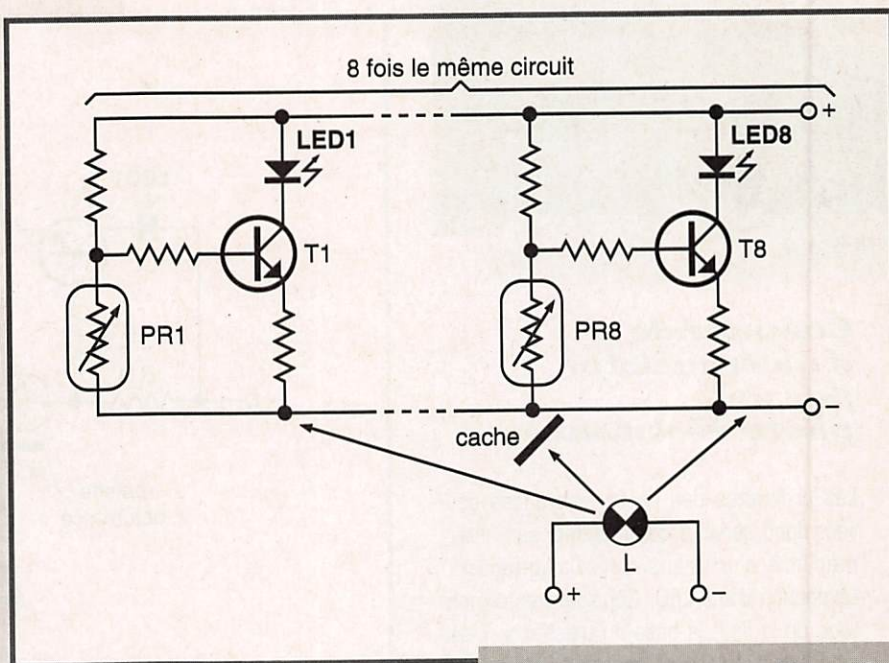 8 fois le même circuit
+
LED1
LED8
T1
T8
PR1
PR8
−
cache
L
+
−